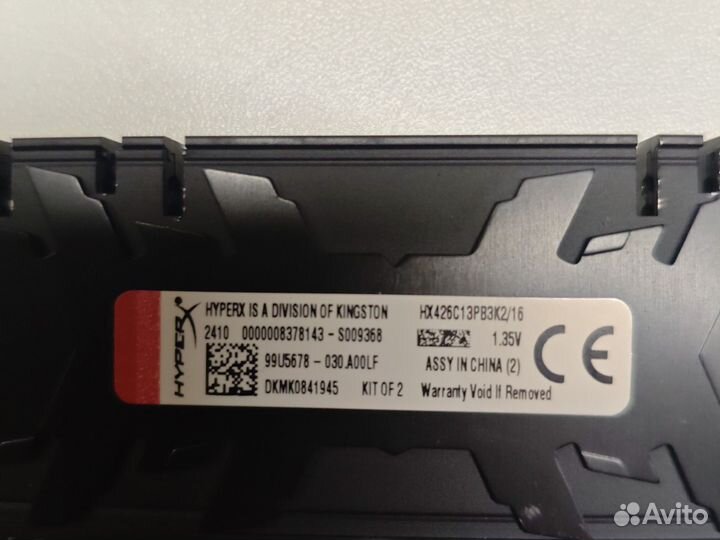 HYPERX
HYPERX IS A DIVISION OF KINGSTON
2410 0000008378143 - S009368
99U5678 - 030.A00LF
DKMK0841945 KIT OF 2
HX426C13PB3K2/16
1.35V
ASSY IN CHINA (2)
Warranty Void If Removed
CE
Avito